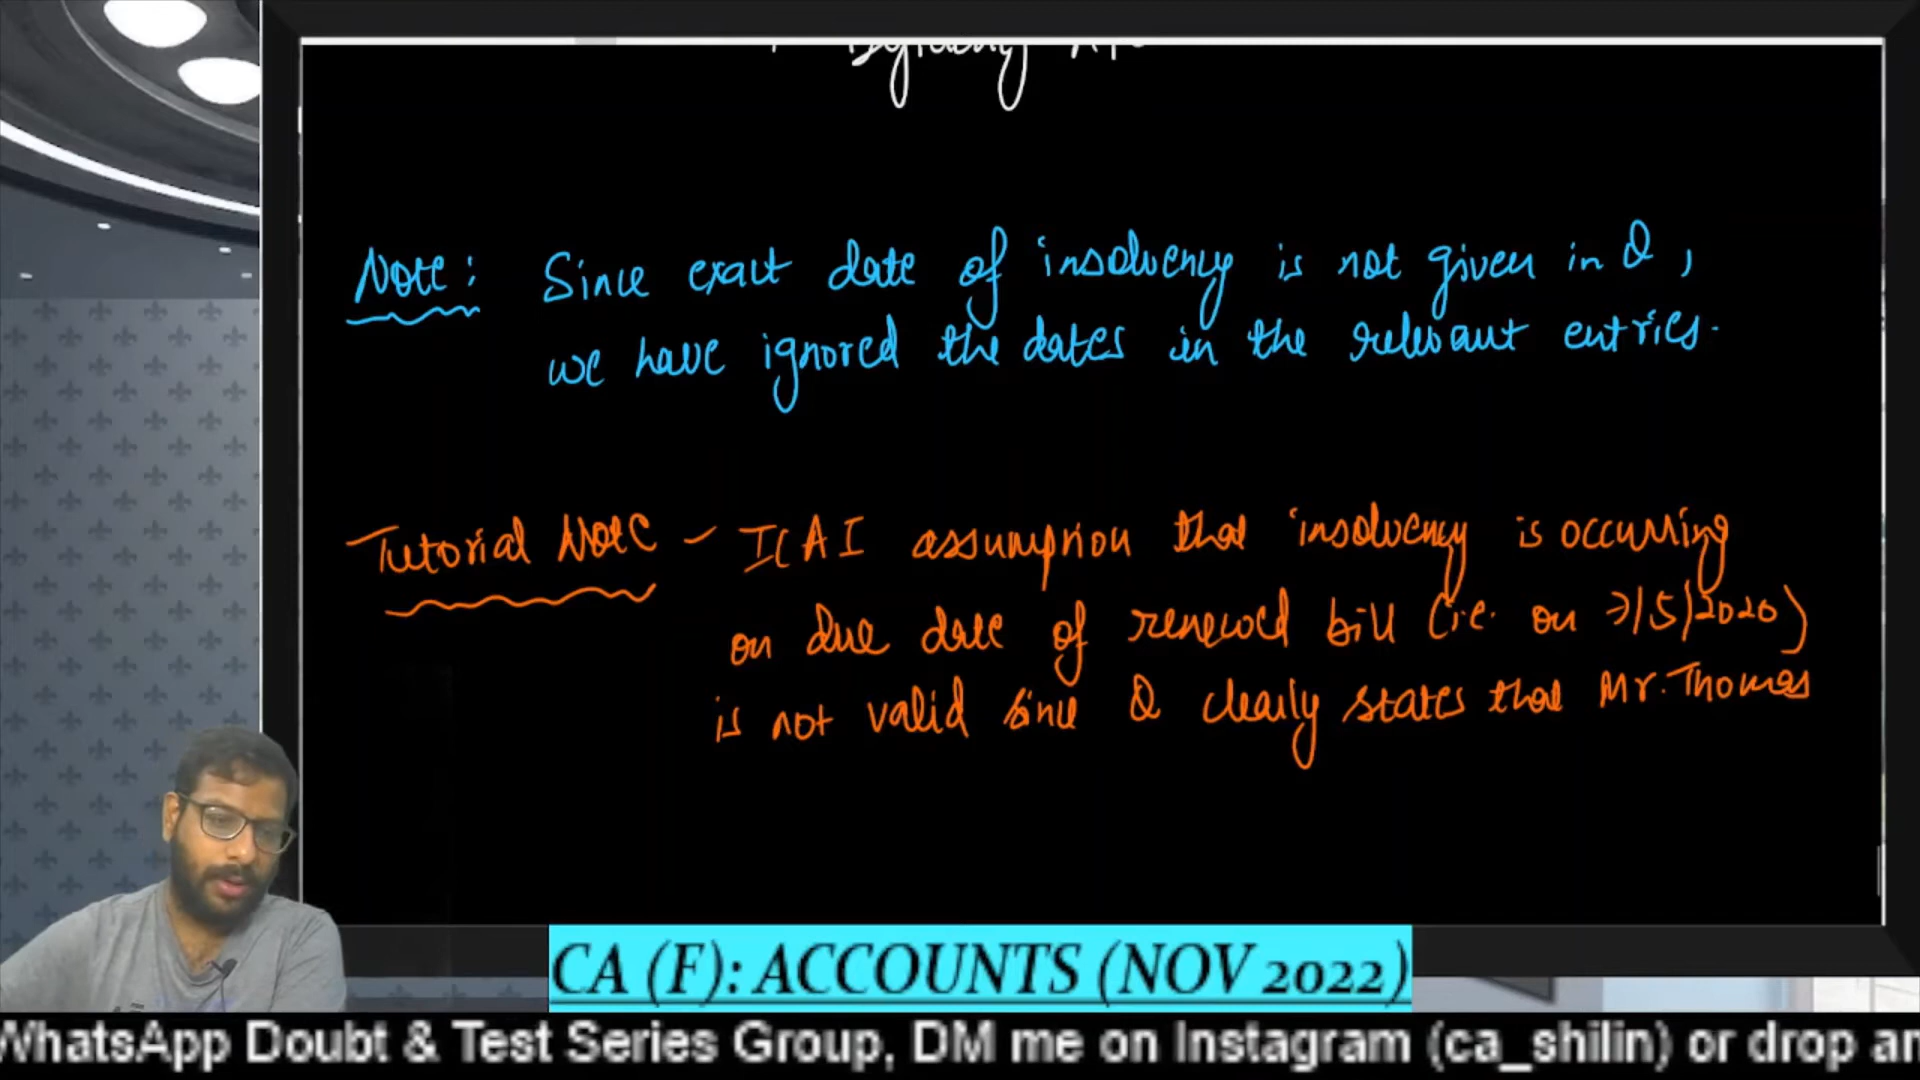 Note: Since exact date of insolvency is not given in Q,
we have ignored the dates in the relevant entries.
Tutorial Note - ICAI assumption that insolvency is occurring
on due date of renewed bill (i.e. on 7/5/2020)
is not valid since Q clearly states that Mr. Thomas
CA (F): ACCOUNTS (NOV 2022)
WhatsApp Doubt & Test Series Group, DM me on Instagram (ca_shilin) or drop an